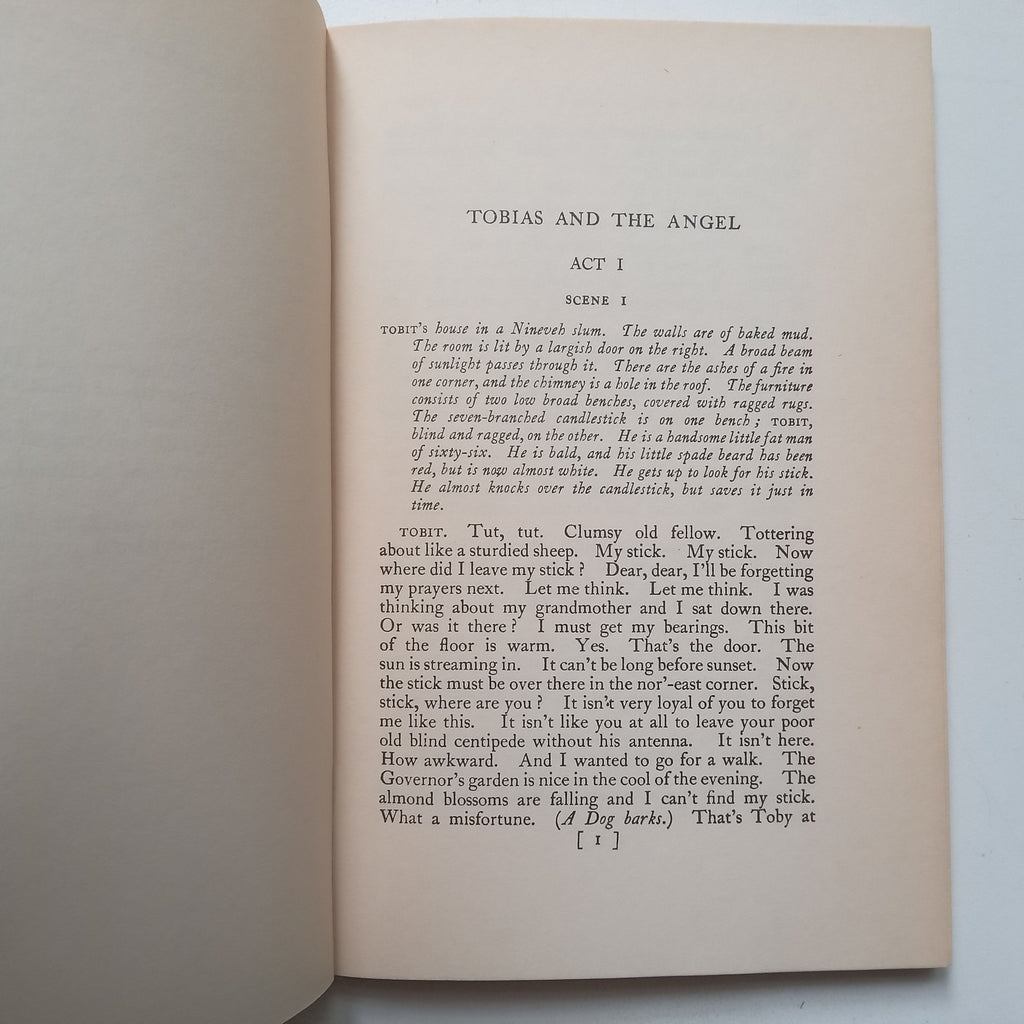 TOBIAS AND THE ANGEL
ACT I
SCENE I
TOBIT'S house in a Nineveh slum. The walls are of baked mud.
The room is lit by a largish door on the right. A broad beam
of sunlight passes through it. There are the ashes of a fire in
one corner, and the chimney is a hole in the roof. The furniture
consists of two low broad benches, covered with ragged rugs.
The seven-branched candlestick is on one bench; TOBIT,
blind and ragged, on the other. He is a handsome little fat man
of sixty-six. He is bald, and his little spade beard has been
red, but is now almost white. He gets up to look for his stick.
He almost knocks over the candlestick, but saves it just in
time.
TOBIT. Tut, tut. Clumsy old fellow. Tottering
about like a sturdied sheep. My stick. My stick. Now
where did I leave my stick? Dear, dear, I'll be forgetting
my prayers next. Let me think. Let me think. I was
thinking about my grandmother and I sat down there.
Or was it there? I must get my bearings. This bit
of the floor is warm. Yes. That's the door. The
sun is streaming in. It can't be long before sunset. Now
the stick must be over there in the nor'-east corner. Stick,
stick, where are you? It isn't very loyal of you to forget
me like this. It isn't like you at all to leave your poor
old blind centipede without his antenna. It isn't here.
How awkward. And I wanted to go for a walk. The
Governor's garden is nice in the cool of the evening. The
almond blossoms are falling and I can't find my stick.
What a misfortune. (A Dog barks.) That's Toby at
[ I ]